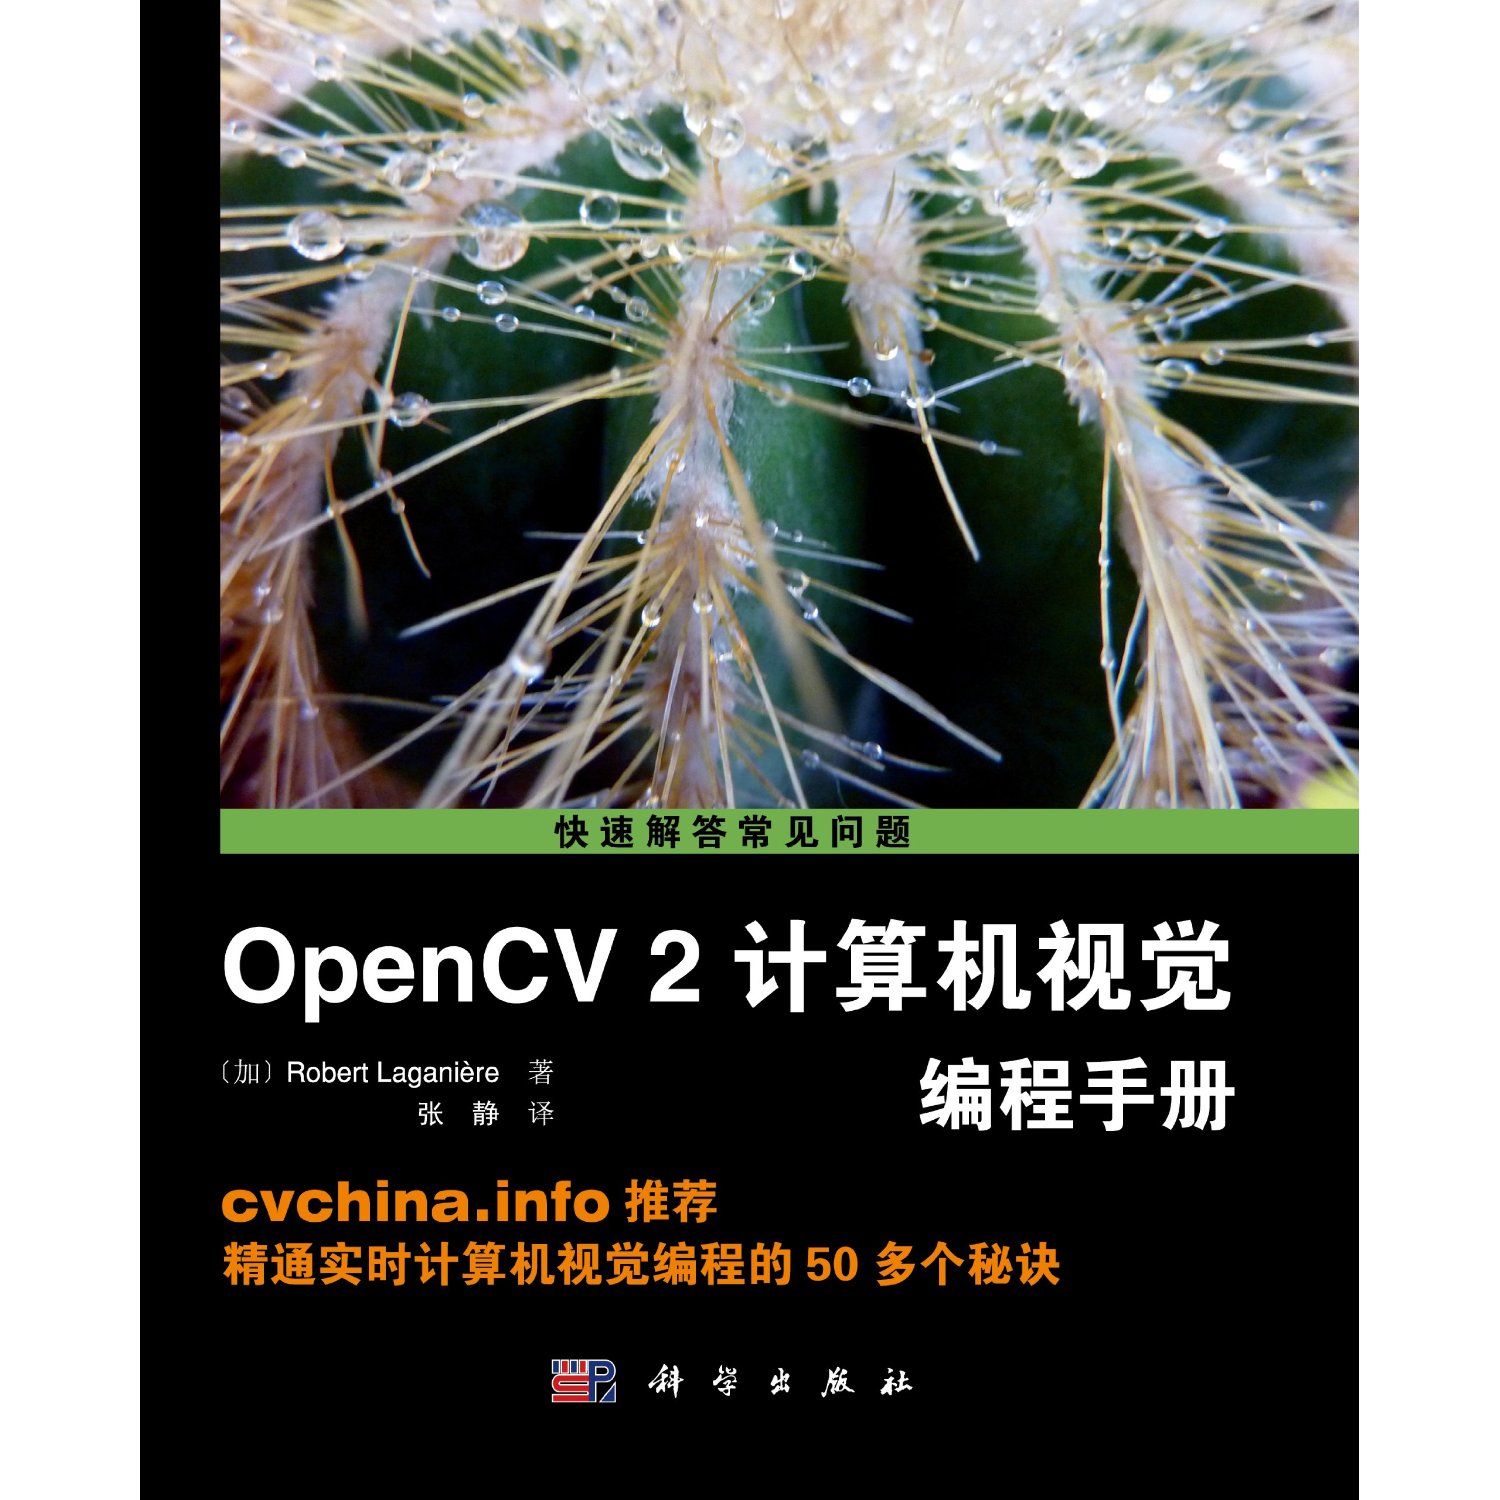 快速解答常见问题
OpenCV 2 计算机视觉
编程手册
〔加〕Robert Laganière 著
张 静 译
cvchina.info 推荐
精通实时计算机视觉编程的 50 多个秘诀
科学出版社